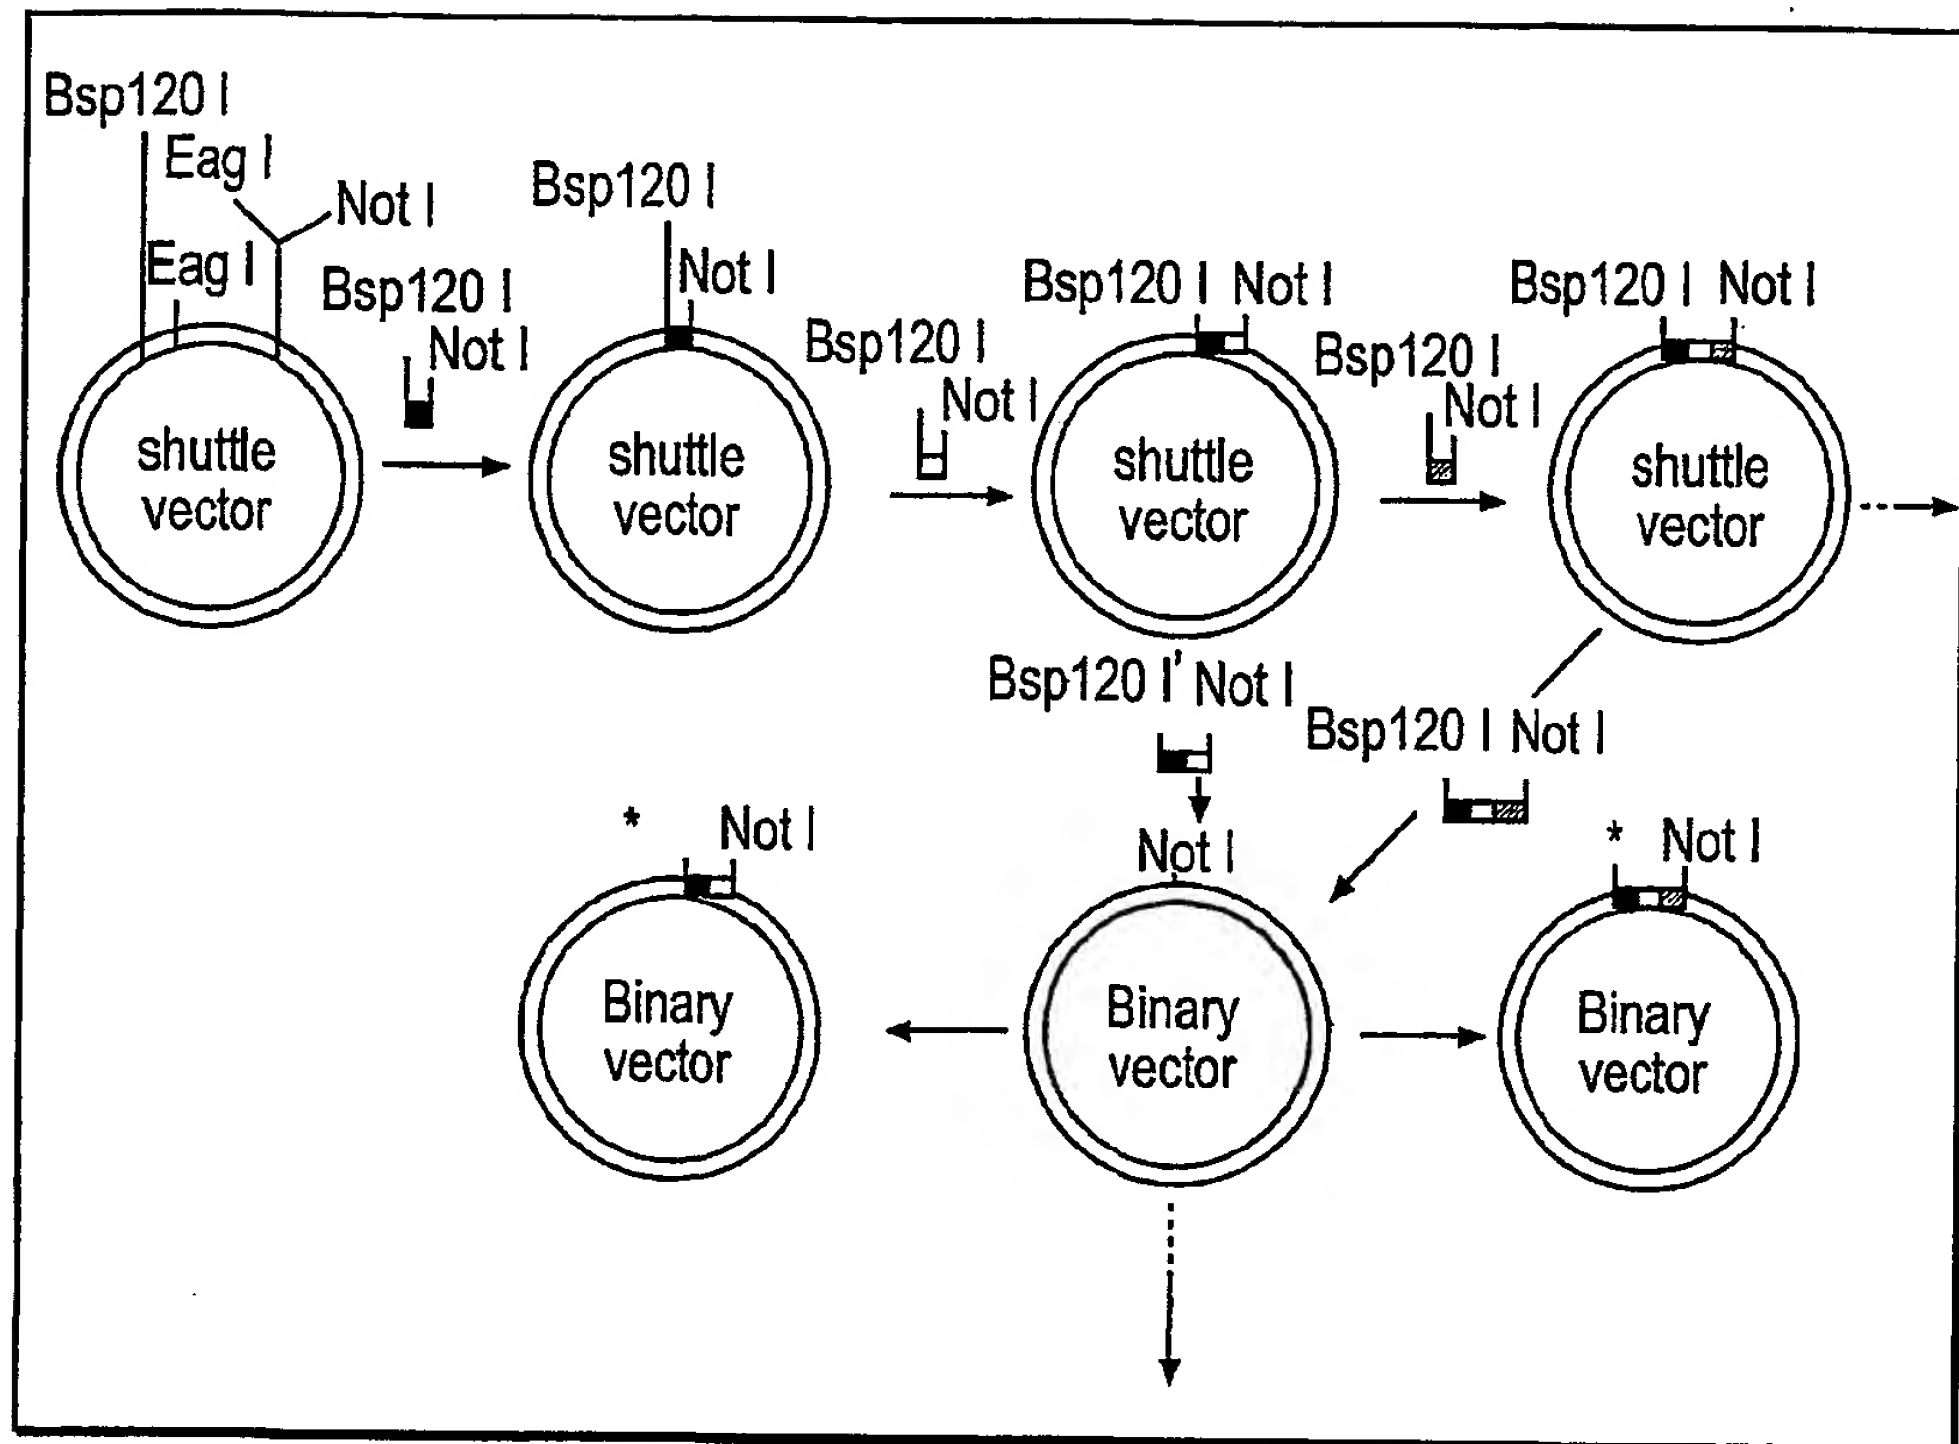 Bsp120 I
Eag I
Not I
Eag I
Bsp120 I
Not I
shuttle
vector
Bsp120 I
Not I
shuttle
vector
Bsp120 I
Not I
Bsp120 I Not I
shuttle
vector
Bsp120 I
Not I
Bsp120 I Not I
shuttle
vector
Bsp120 I' Not I
Bsp120 I Not I
* Not I
Binary
vector
Not I
Binary
vector
* Not I
Binary
vector